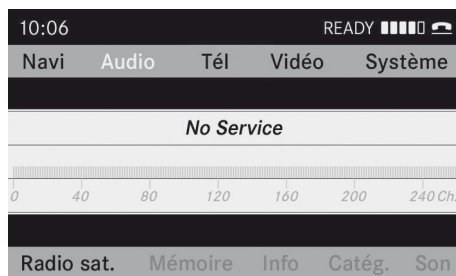 10:06 READY
Navi Audio Tél Vidéo Système
No Service
0 40 80 120 160 200 240 Ch.
Radio sat. Mémoire Info Catég. Son